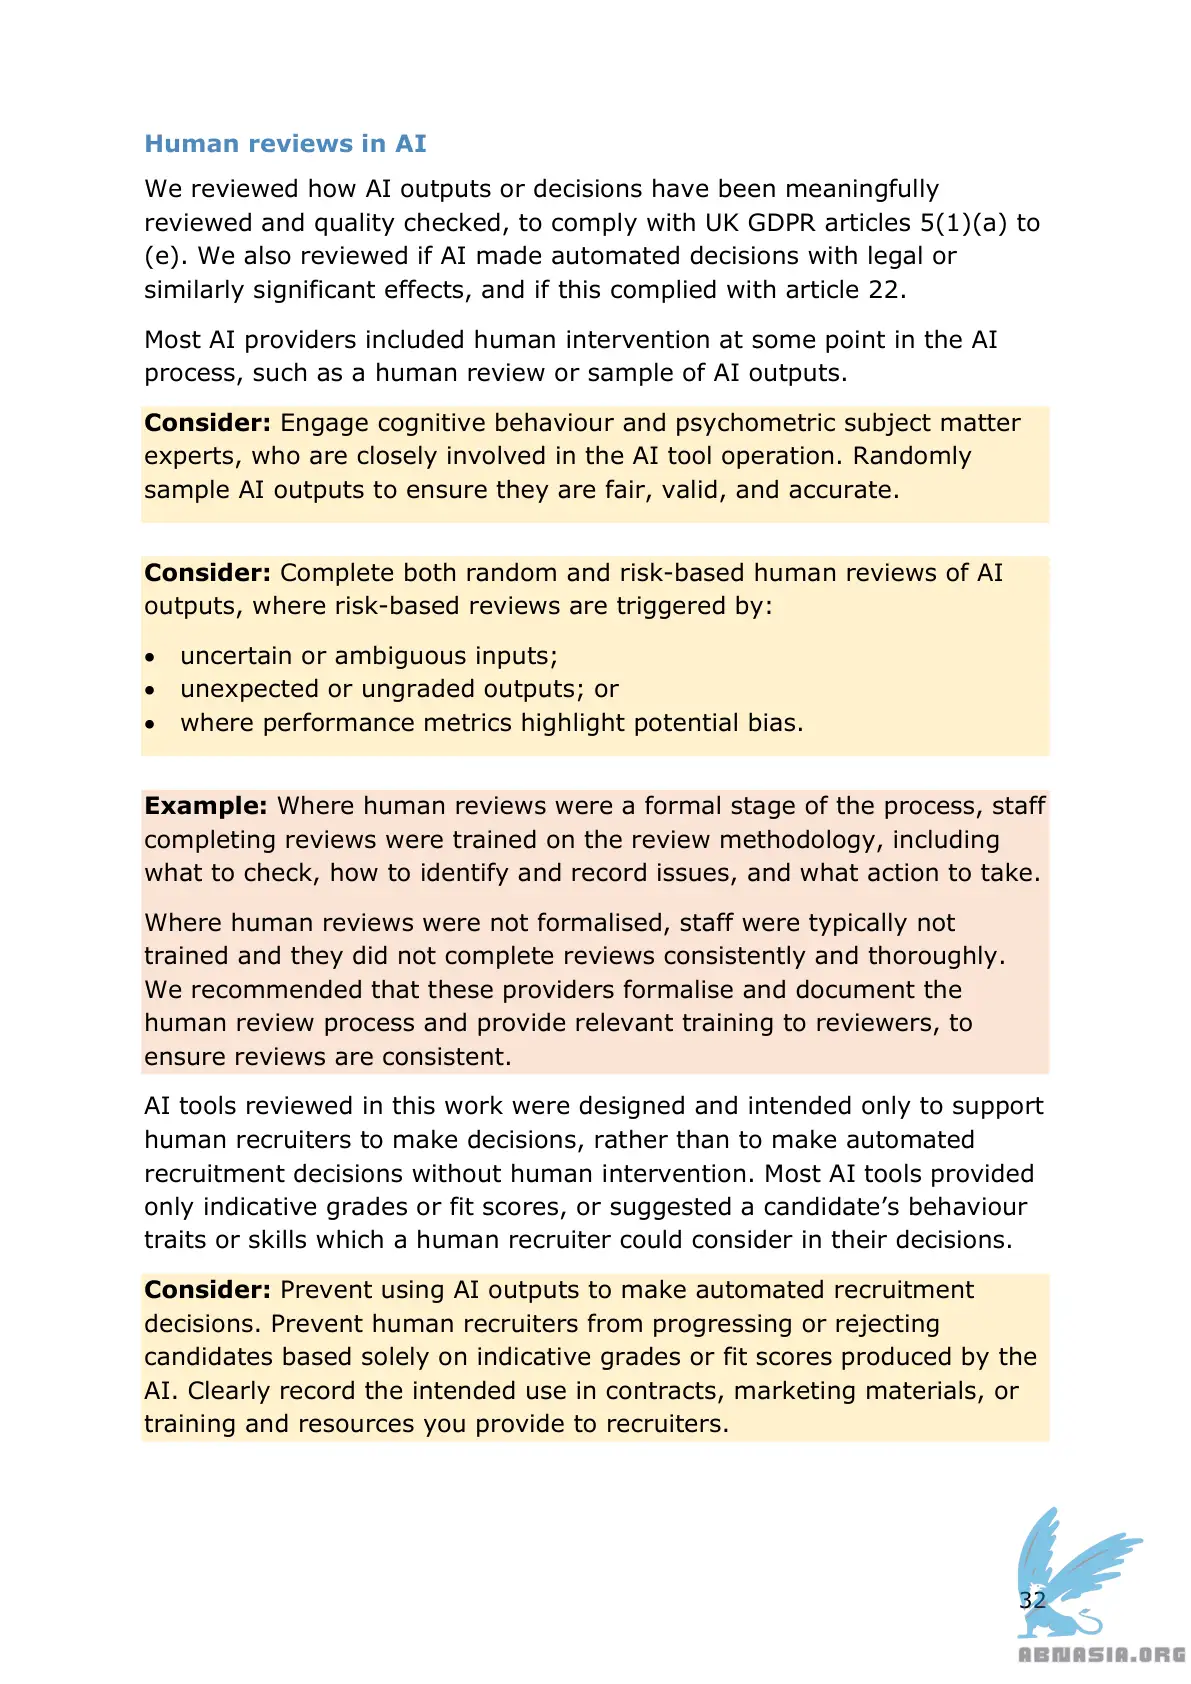 Human reviews in AI
We reviewed how AI outputs or decisions have been meaningfully
reviewed and quality checked, to comply with UK GDPR articles 5(1)(a) to
(e). We also reviewed if AI made automated decisions with legal or
similarly significant effects, and if this complied with article 22.
Most AI providers included human intervention at some point in the AI
process, such as a human review or sample of AI outputs.
Consider: Engage cognitive behaviour and psychometric subject matter
experts, who are closely involved in the AI tool operation. Randomly
sample AI outputs to ensure they are fair, valid, and accurate.
Consider: Complete both random and risk-based human reviews of AI
outputs, where risk-based reviews are triggered by:
• uncertain or ambiguous inputs;
• unexpected or ungraded outputs; or
• where performance metrics highlight potential bias.
Example: Where human reviews were a formal stage of the process, staff
completing reviews were trained on the review methodology, including
what to check, how to identify and record issues, and what action to take.
Where human reviews were not formalised, staff were typically not
trained and they did not complete reviews consistently and thoroughly.
We recommended that these providers formalise and document the
human review process and provide relevant training to reviewers, to
ensure reviews are consistent.
AI tools reviewed in this work were designed and intended only to support
human recruiters to make decisions, rather than to make automated
recruitment decisions without human intervention. Most AI tools provided
only indicative grades or fit scores, or suggested a candidate’s behaviour
traits or skills which a human recruiter could consider in their decisions.
Consider: Prevent using AI outputs to make automated recruitment
decisions. Prevent human recruiters from progressing or rejecting
candidates based solely on indicative grades or fit scores produced by the
AI. Clearly record the intended use in contracts, marketing materials, or
training and resources you provide to recruiters.
32
ABNASIA.ORG